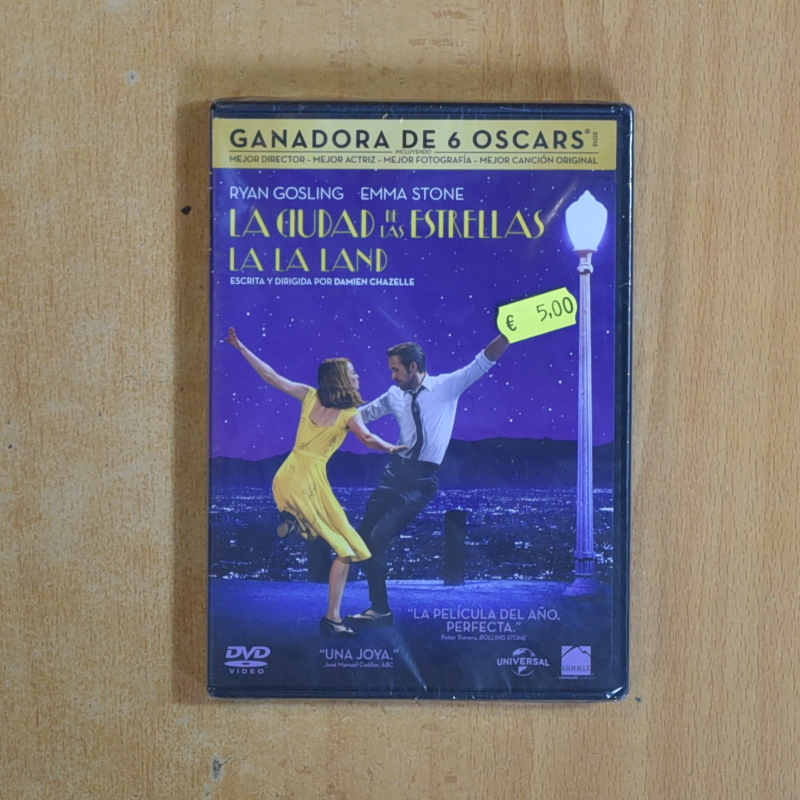 GANADORA DE 6 OSCARS®
2016
INCLUYENDO
MEJOR DIRECTOR - MEJOR ACTRIZ - MEJOR FOTOGRAFÍA - MEJOR CANCIÓN ORIGINAL
RYAN GOSLING EMMA STONE
LA CIUDAD DE LAS ESTRELLAS
LA LA LAND
ESCRITA Y DIRIGIDA POR DAMIEN CHAZELLE
€ 5,00
"LA PELÍCULA DEL AÑO.
PERFECTA."
Peter Travers, ROLLING STONE
"UNA JOYA."
José Manuel Cuéllar, ABC
DVD
VIDEO
UNIVERSAL
SUMMIT